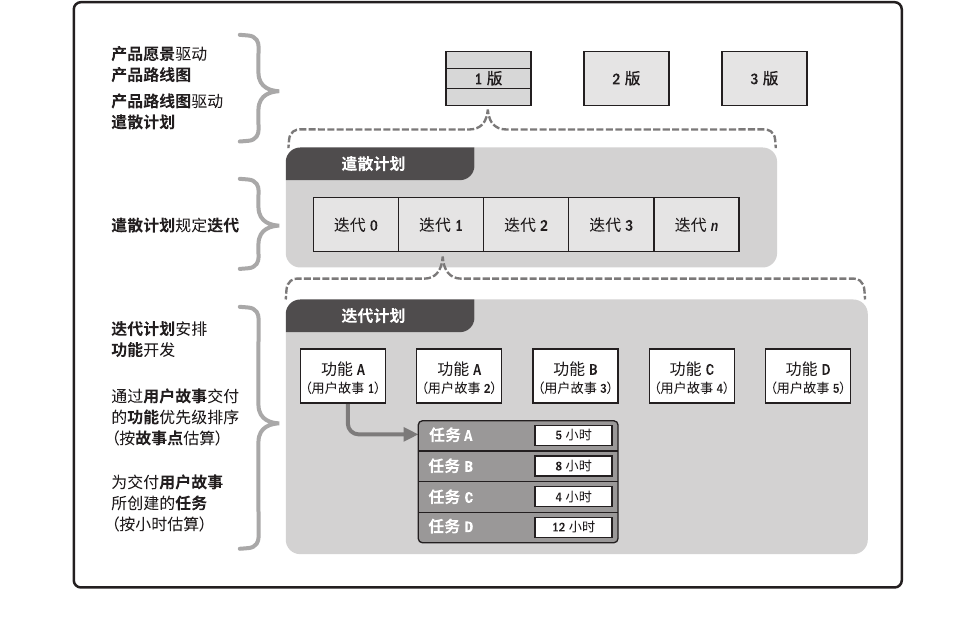 产品愿景驱动
产品路线图
产品路线图驱动
遣散计划
1 版
2 版
3 版
遣散计划
遣散计划规定迭代
迭代 0
迭代 1
迭代 2
迭代 3
迭代 n
迭代计划
迭代计划安排
功能开发
通过用户故事交付
的功能优先级排序
（按故事点估算）
为交付用户故事
所创建的任务
（按小时估算）
功能 A
（用户故事 1）
功能 A
（用户故事 2）
功能 B
（用户故事 3）
功能 C
（用户故事 4）
功能 D
（用户故事 5）
任务 A
5 小时
任务 B
8 小时
任务 C
4 小时
任务 D
12 小时